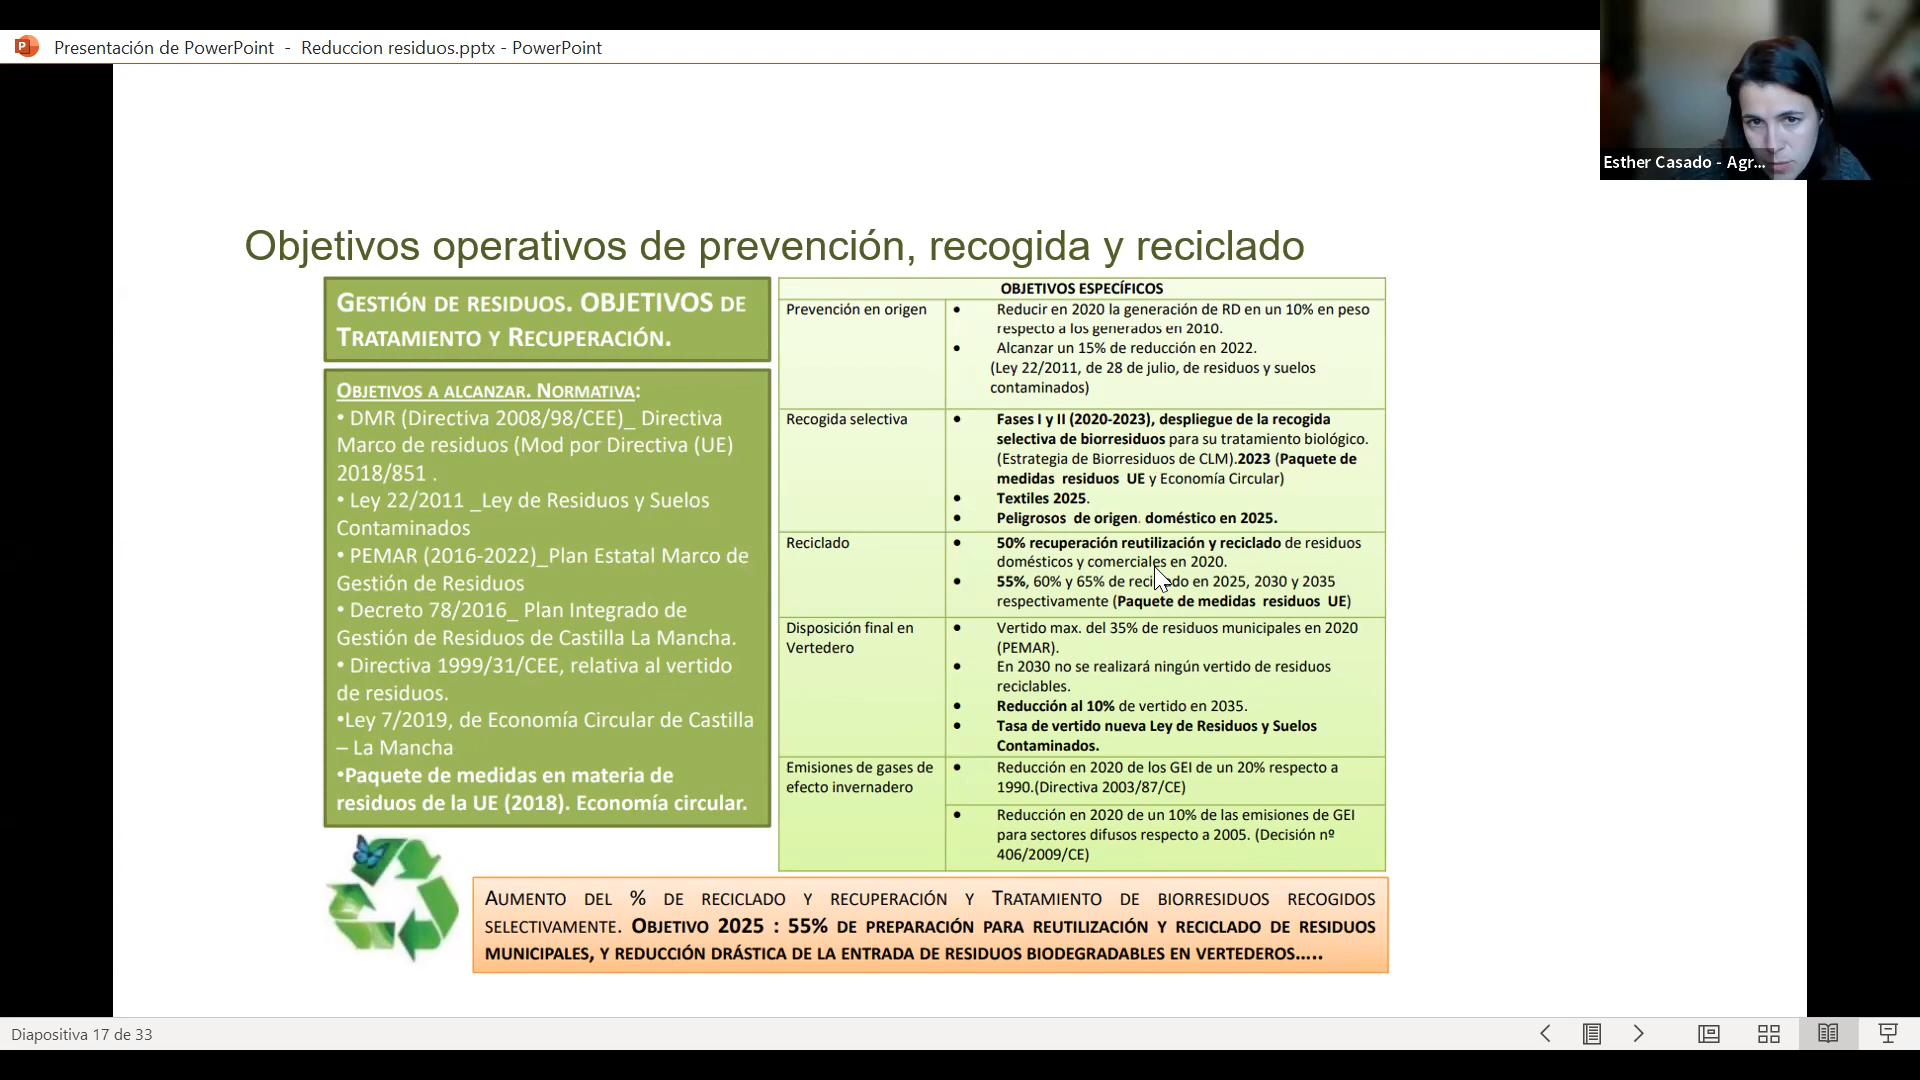 Presentación de PowerPoint - Reduccion residuos.pptx - PowerPoint
Esther Casado - Agr...
Objetivos operativos de prevención, recogida y reciclado
GESTIÓN DE RESIDUOS. OBJETIVOS DE
TRATAMIENTO Y RECUPERACIÓN.
OBJETIVOS A ALCANZAR. NORMATIVA:
• DMR (Directiva 2008/98/CEE)_ Directiva
Marco de residuos (Mod por Directiva (UE)
2018/851 .
• Ley 22/2011 _Ley de Residuos y Suelos
Contaminados
• PEMAR (2016-2022)_Plan Estatal Marco de
Gestión de Residuos
• Decreto 78/2016_ Plan Integrado de
Gestión de Residuos de Castilla La Mancha.
• Directiva 1999/31/CEE, relativa al vertido
de residuos.
•Ley 7/2019, de Economía Circular de Castilla
– La Mancha
•Paquete de medidas en materia de
residuos de la UE (2018). Economía circular.
OBJETIVOS ESPECÍFICOS
Prevención en origen
• Reducir en 2020 la generación de RD en un 10% en peso
respecto a los generados en 2010.
• Alcanzar un 15% de reducción en 2022.
(Ley 22/2011, de 28 de julio, de residuos y suelos
contaminados)
Recogida selectiva
• Fases I y II (2020-2023), despliegue de la recogida
selectiva de biorresiduos para su tratamiento biológico.
(Estrategia de Biorresiduos de CLM).2023 (Paquete de
medidas residuos UE y Economía Circular)
• Textiles 2025.
• Peligrosos de origen. doméstico en 2025.
Reciclado
• 50% recuperación reutilización y reciclado de residuos
domésticos y comerciales en 2020.
• 55%, 60% y 65% de reciclado en 2025, 2030 y 2035
respectivamente (Paquete de medidas residuos UE)
Disposición final en
Vertedero
• Vertido max. del 35% de residuos municipales en 2020
(PEMAR).
• En 2030 no se realizará ningún vertido de residuos
reciclables.
• Reducción al 10% de vertido en 2035.
• Tasa de vertido nueva Ley de Residuos y Suelos
Contaminados.
Emisiones de gases de
efecto invernadero
• Reducción en 2020 de los GEI de un 20% respecto a
1990.(Directiva 2003/87/CE)
• Reducción en 2020 de un 10% de las emisiones de GEI
para sectores difusos respecto a 2005. (Decisión nº
406/2009/CE)
AUMENTO DEL % DE RECICLADO Y RECUPERACIÓN Y TRATAMIENTO DE BIORRESIDUOS RECOGIDOS
SELECTIVAMENTE. OBJETIVO 2025 : 55% DE PREPARACIÓN PARA REUTILIZACIÓN Y RECICLADO DE RESIDUOS
MUNICIPALES, Y REDUCCIÓN DRÁSTICA DE LA ENTRADA DE RESIDUOS BIODEGRADABLES EN VERTEDEROS…..
Diapositiva 17 de 33